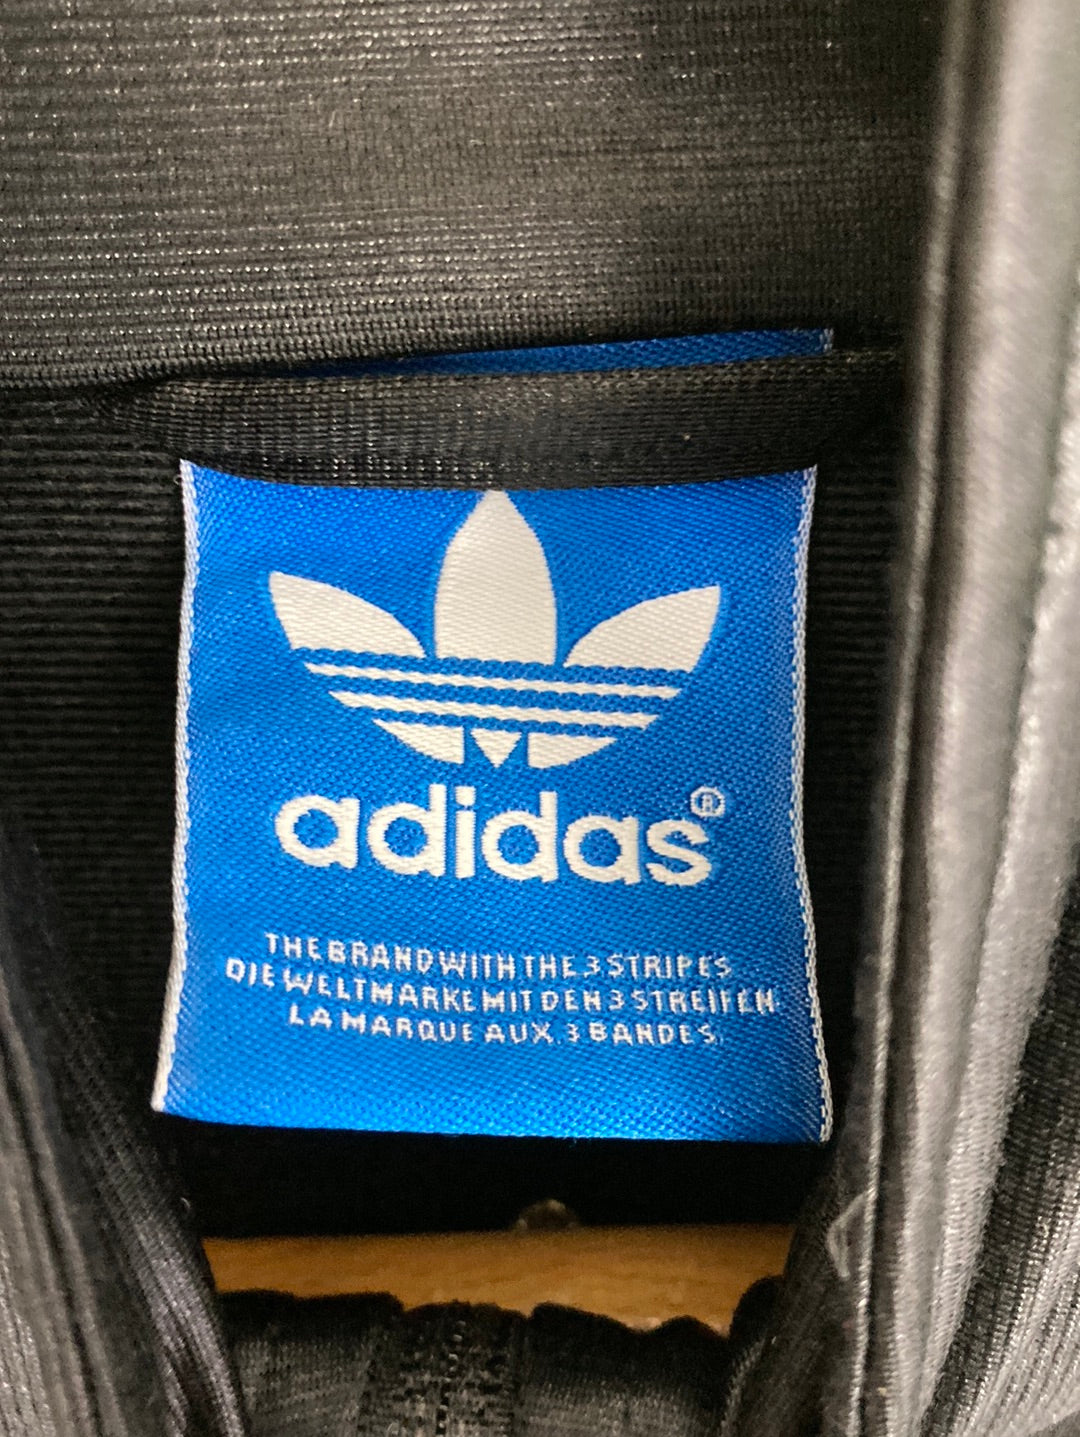 adidas®
THE BRAND WITH THE 3 STRIPES
DIE WELTMARKE MIT DEN 3 STREIFEN
LA MARQUE AUX 3 BANDES